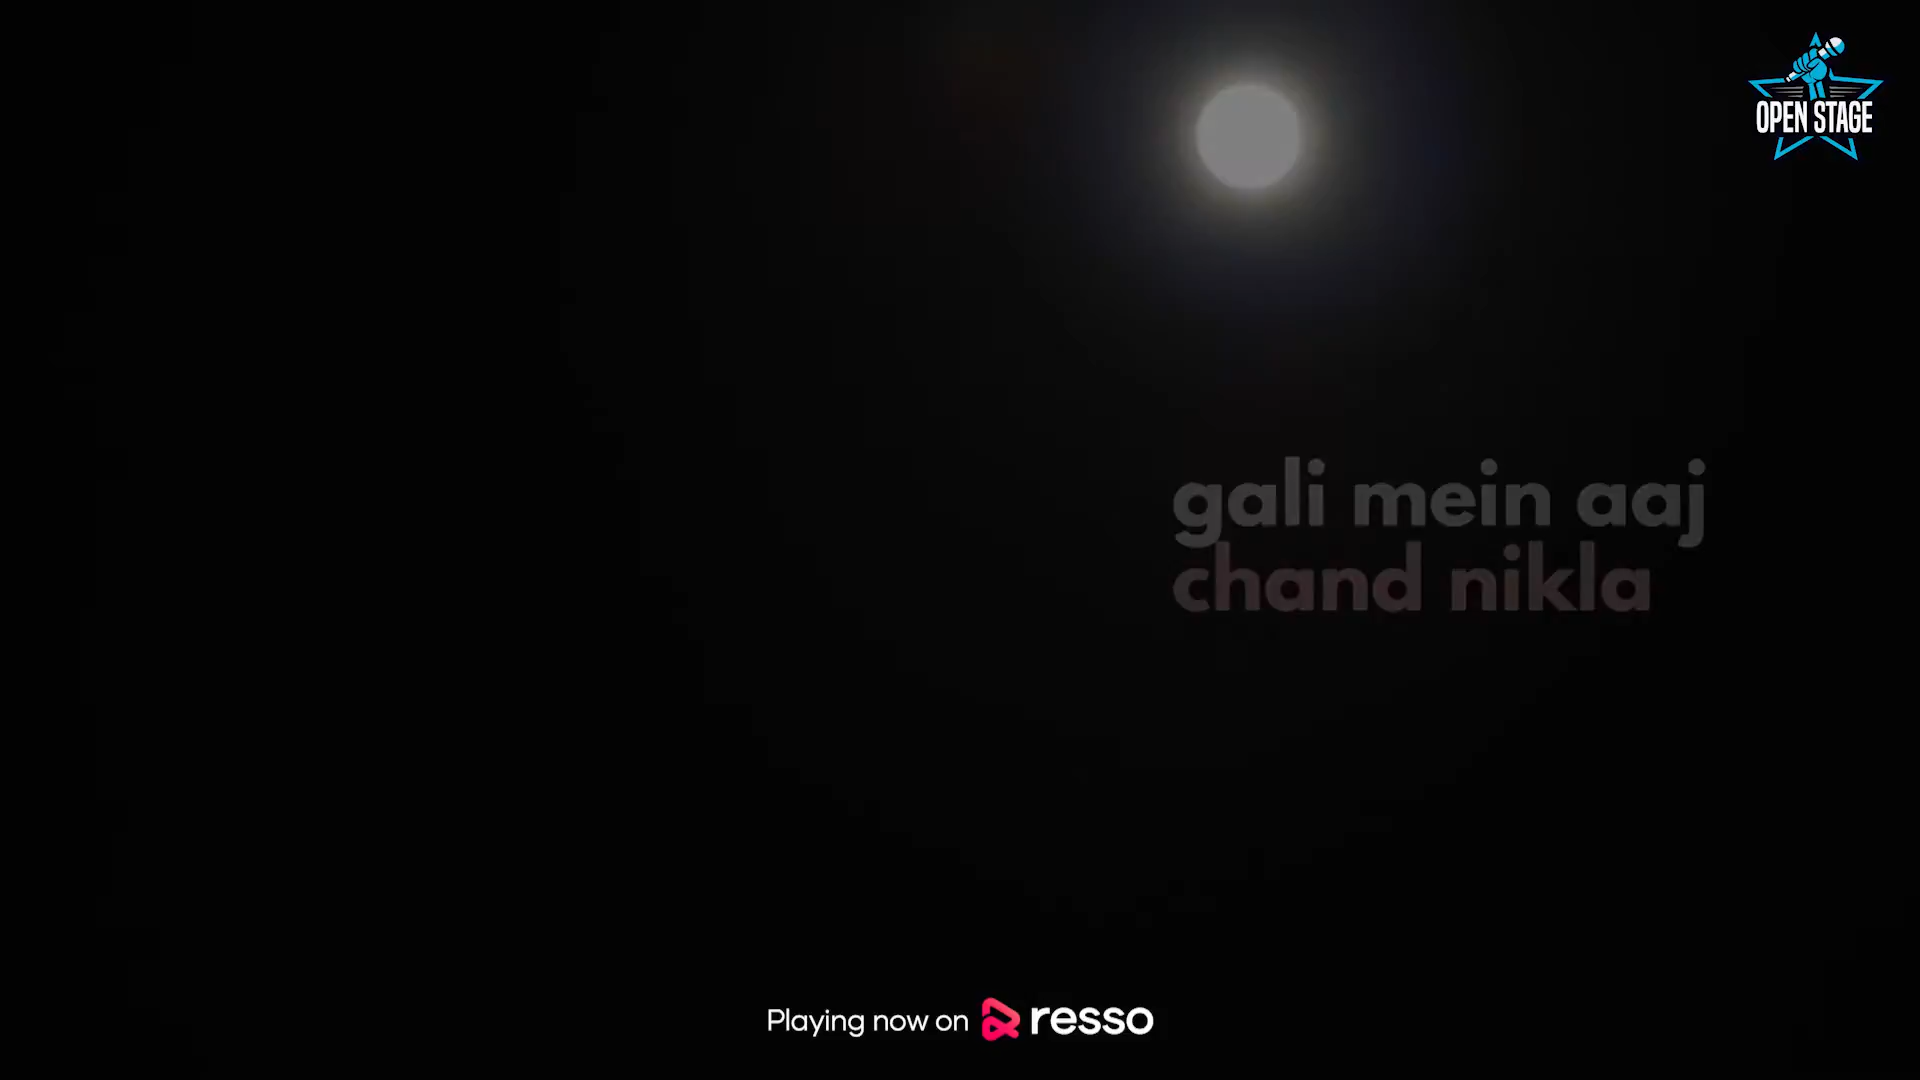 OPEN STAGE
gali mein aaj
chand nikla
Playing now on resso